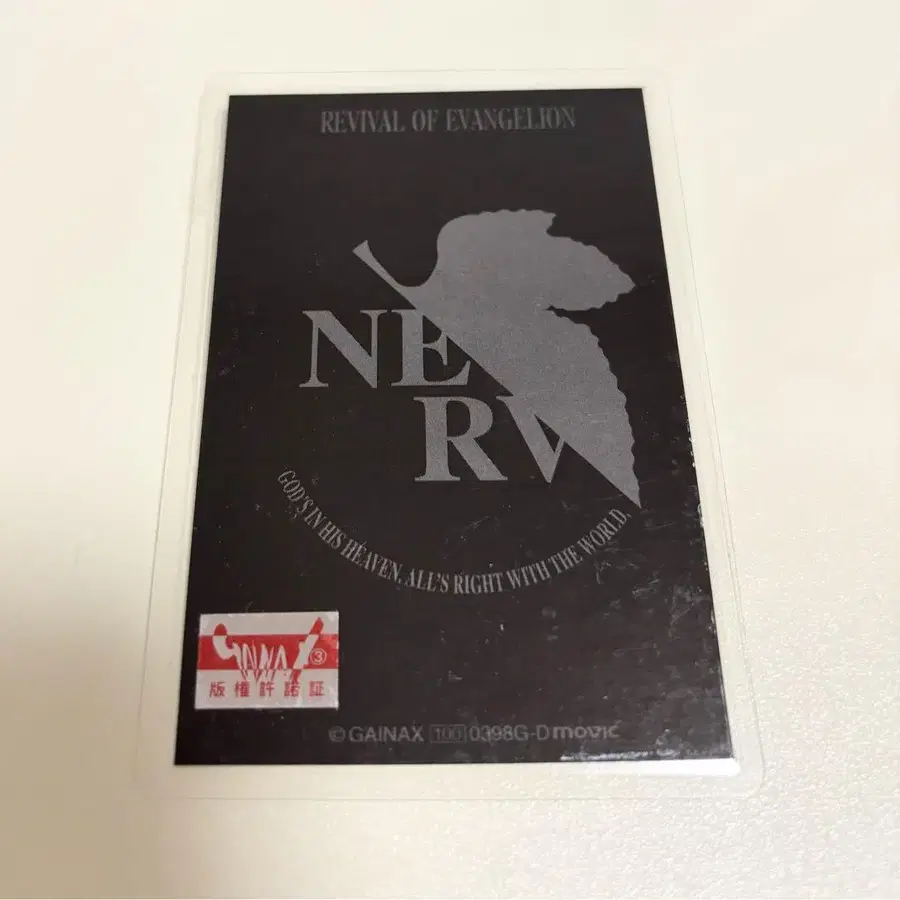 REVIVAL OF EVANGELION
NE
RV
GOD'S IN HIS HEAVEN. ALL'S RIGHT WITH THE WORLD.
GAINAX ③
版権許諾証
©GAINAX 100 0398G-D movic